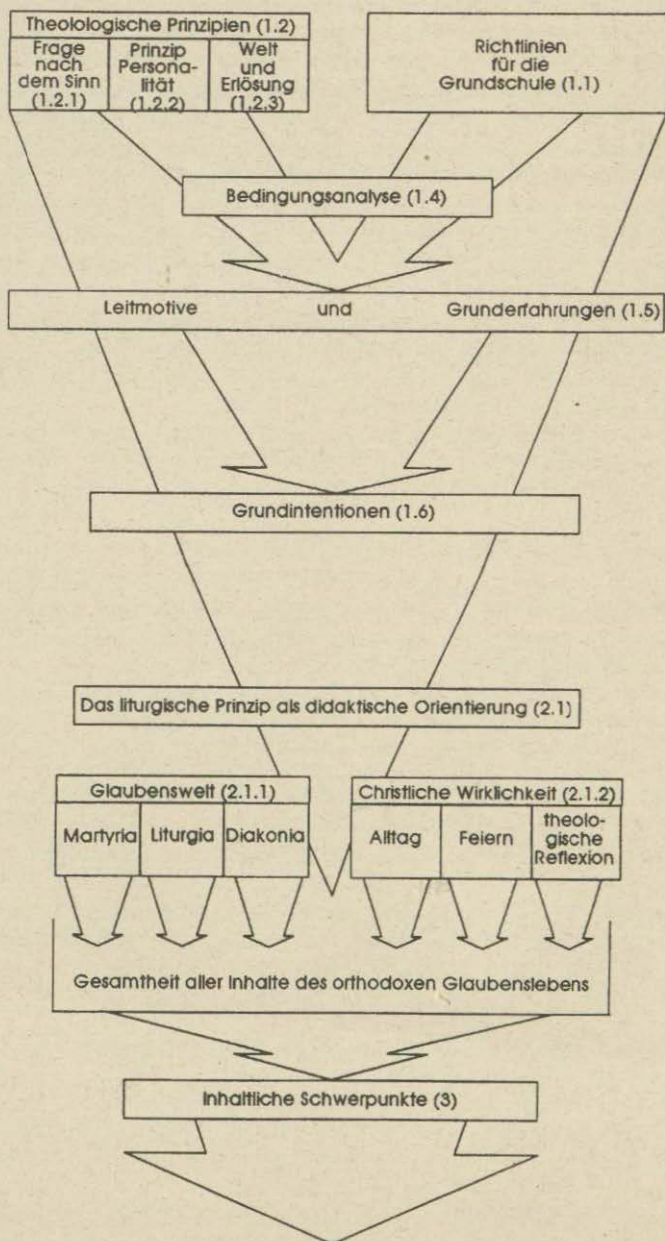 Theolologische Prinzipien (1.2)
Frage
nach
dem Sinn
(1.2.1)
Prinzip
Persona-
lität
(1.2.2)
Welt
und
Erlösung
(1.2.3)
Richtlinien
für die
Grundschule (1.1)
Bedingungsanalyse (1.4)
Leitmotive und Grunderfahrungen (1.5)
Grundintentionen (1.6)
Das liturgische Prinzip als didaktische Orientierung (2.1)
Glaubenswelt (2.1.1)
Martyria
Liturgia
Diakonia
Christliche Wirklichkeit (2.1.2)
Alltag
Feiern
theolo-
gische
Reflexion
Gesamtheit aller Inhalte des orthodoxen Glaubenslebens
Inhaltliche Schwerpunkte (3)